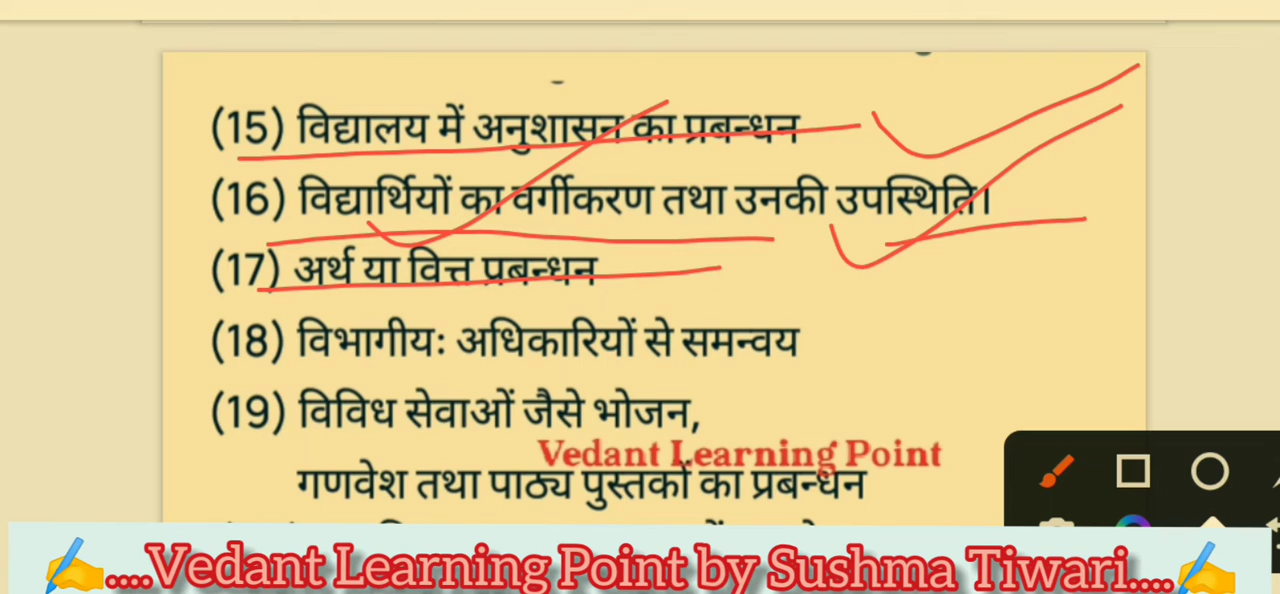 (15) विद्यालय में अनुशासन का प्रबन्धन
(16) विद्यार्थियों का वर्गीकरण तथा उनकी उपस्थिति।
(17) अर्थ या वित्त प्रबन्धन
(18) विभागीयः अधिकारियों से समन्वय
(19) विविध सेवाओं जैसे भोजन,
Vedant Learning Point
गणवेश तथा पाठ्य पुस्तकों का प्रबन्धन
....Vedant Learning Point by Sushma Tiwari....